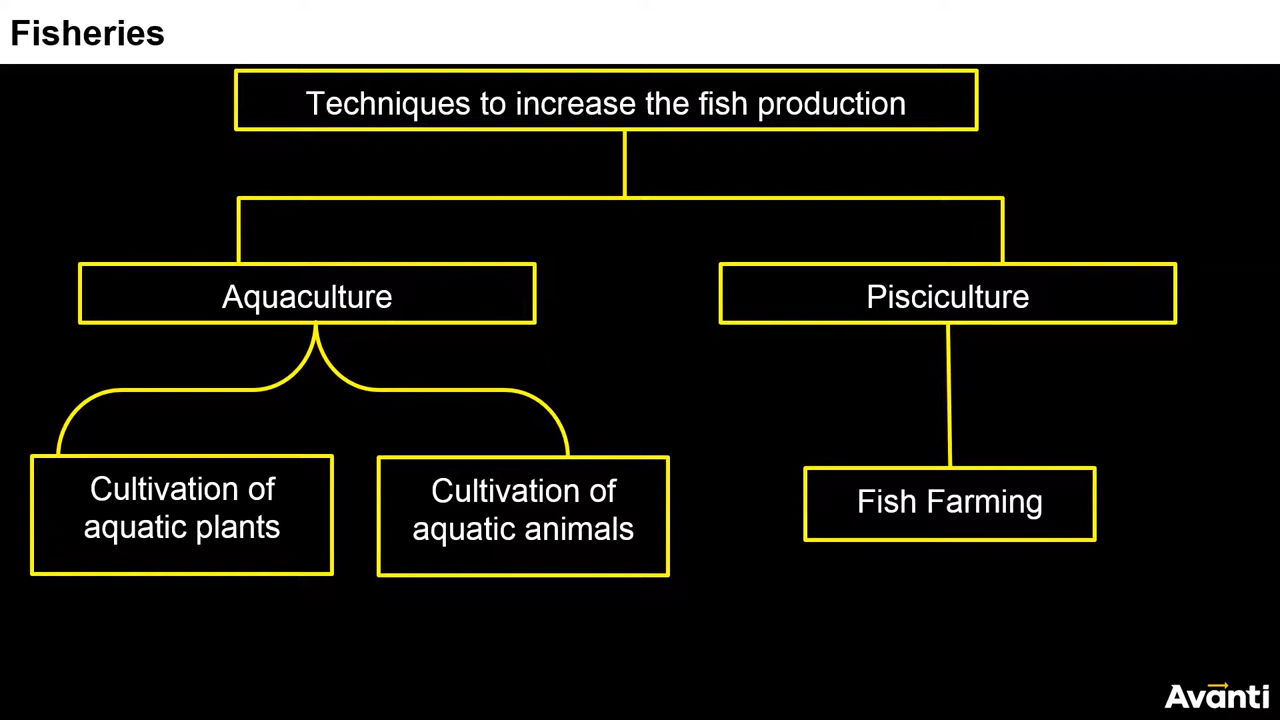 Fisheries
Techniques to increase the fish production
Aquaculture
Pisciculture
Cultivation of
aquatic plants
Cultivation of
aquatic animals
Fish Farming
Avanti